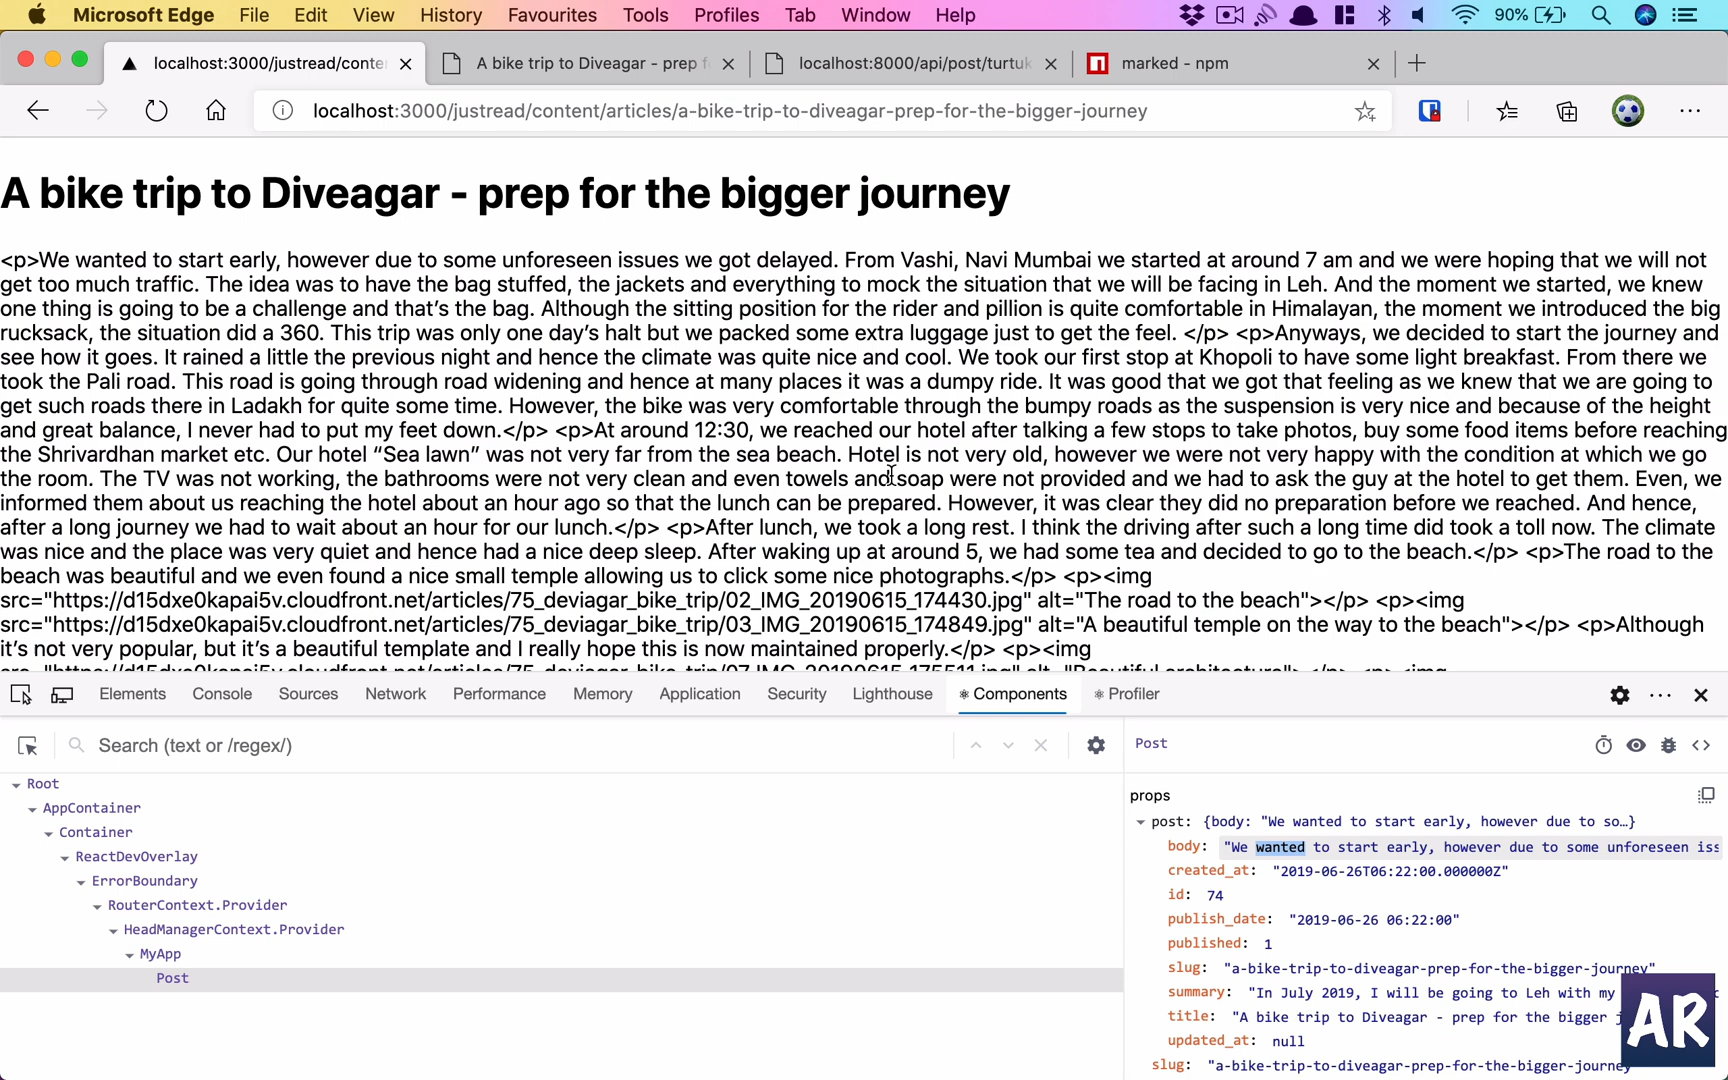 Microsoft Edge File Edit View History Favourites Tools Profiles Tab Window Help 90%
localhost:3000/justread/conte A bike trip to Diveagar - prep f localhost:8000/api/post/turtuk marked - npm
localhost:3000/justread/content/articles/a-bike-trip-to-diveagar-prep-for-the-bigger-journey
A bike trip to Diveagar - prep for the bigger journey
<p>We wanted to start early, however due to some unforeseen issues we got delayed. From Vashi, Navi Mumbai we started at around 7 am and we were hoping that we will not
get too much traffic. The idea was to have the bag stuffed, the jackets and everything to mock the situation that we will be facing in Leh. And the moment we started, we knew
one thing is going to be a challenge and that's the bag. Although the sitting position for the rider and pillion is quite comfortable in Himalayan, the moment we introduced the big
rucksack, the situation did a 360. This trip was only one day's halt but we packed some extra luggage just to get the feel. </p> <p>Anyways, we decided to start the journey and
see how it goes. It rained a little the previous night and hence the climate was quite nice and cool. We took our first stop at Khopoli to have some light breakfast. From there we
took the Pali road. This road is going through road widening and hence at many places it was a dumpy ride. It was good that we got that feeling as we knew that we are going to
get such roads there in Ladakh for quite some time. However, the bike was very comfortable through the bumpy roads as the suspension is very nice and because of the height
and great balance, I never had to put my feet down.</p> <p>At around 12:30, we reached our hotel after talking a few stops to take photos, buy some food items before reaching
the Shrivardhan market etc. Our hotel “Sea lawn” was not very far from the sea beach. Hotel is not very old, however we were not very happy with the condition at which we go
the room. The TV was not working, the bathrooms were not very clean and even towels and soap were not provided and we had to ask the guy at the hotel to get them. Even, we
informed them about us reaching the hotel about an hour ago so that the lunch can be prepared. However, it was clear they did no preparation before we reached. And hence,
after a long journey we had to wait about an hour for our lunch.</p> <p>After lunch, we took a long rest. I think the driving after such a long time did took a toll now. The climate
was nice and the place was very quiet and hence had a nice deep sleep. After waking up at around 5, we had some tea and decided to go to the beach.</p> <p>The road to the
beach was beautiful and we even found a nice small temple allowing us to click some nice photographs.</p> <p><img
src="https://d15dxe0kapai5v.cloudfront.net/articles/75_deviagar_bike_trip/02_IMG_20190615_174430.jpg" alt="The road to the beach"></p> <p><img
src="https://d15dxe0kapai5v.cloudfront.net/articles/75_deviagar_bike_trip/03_IMG_20190615_174849.jpg" alt="A beautiful temple on the way to the beach"></p> <p>Although
it's not very popular, but it's a beautiful template and I really hope this is now maintained properly.</p> <p><img
src="https://d15dxe0kapai5v.cloudfront.net/articles/75_deviagar_bike_trip/07_IMG_20190615_175511.jpg" alt="Beautiful architecture"></p> <p><img
Elements Console Sources Network Performance Memory Application Security Lighthouse Components Profiler
Search (text or /regex/)
Post
Root
AppContainer
Container
ReactDevOverlay
ErrorBoundary
RouterContext.Provider
HeadManagerContext.Provider
MyApp
Post
props
post: {body: "We wanted to start early, however due to so…}
body: "We wanted to start early, however due to some unforeseen iss
created_at: "2019-06-26T06:22:00.000000Z"
id: 74
publish_date: "2019-06-26 06:22:00"
published: 1
slug: "a-bike-trip-to-diveagar-prep-for-the-bigger-journey"
summary: "In July 2019, I will be going to Leh with my
title: "A bike trip to Diveagar - prep for the bigger j
updated_at: null
slug: "a-bike-trip-to-diveagar-prep-for-the-bigger-journey
AR